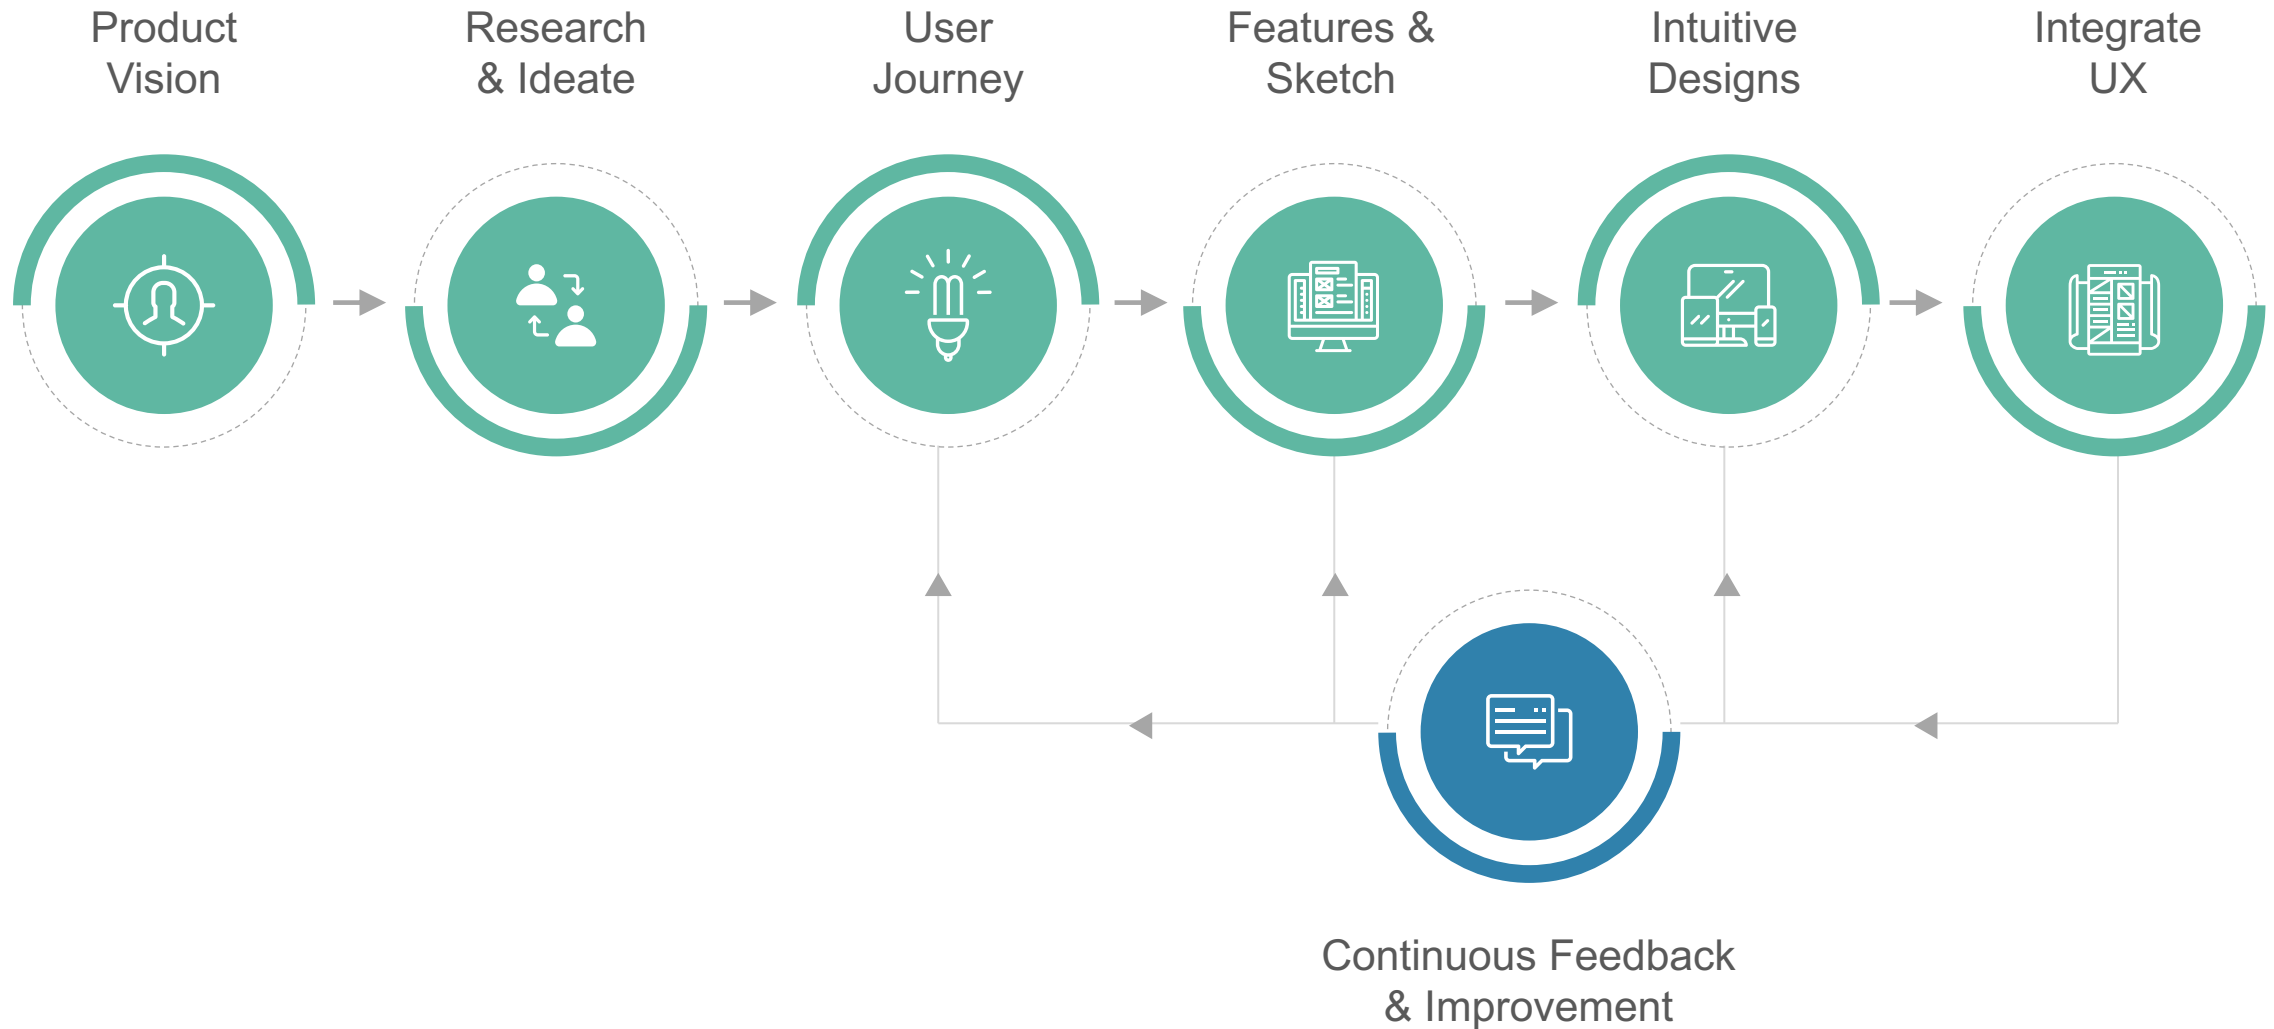 Product
Vision
Research
& Ideate
User
Journey
Features &
Sketch
Intuitive
Designs
Integrate
UX
Continuous Feedback
& Improvement